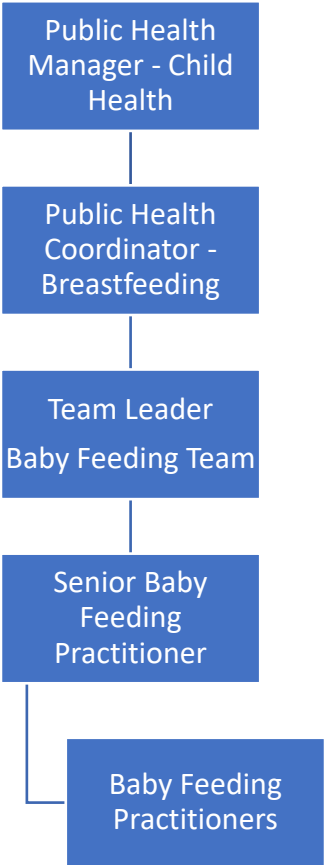 Public Health
Manager - Child
Health
Public Health
Coordinator -
Breastfeeding
Team Leader
Baby Feeding Team
Senior Baby
Feeding
Practitioner
Baby Feeding
Practitioners